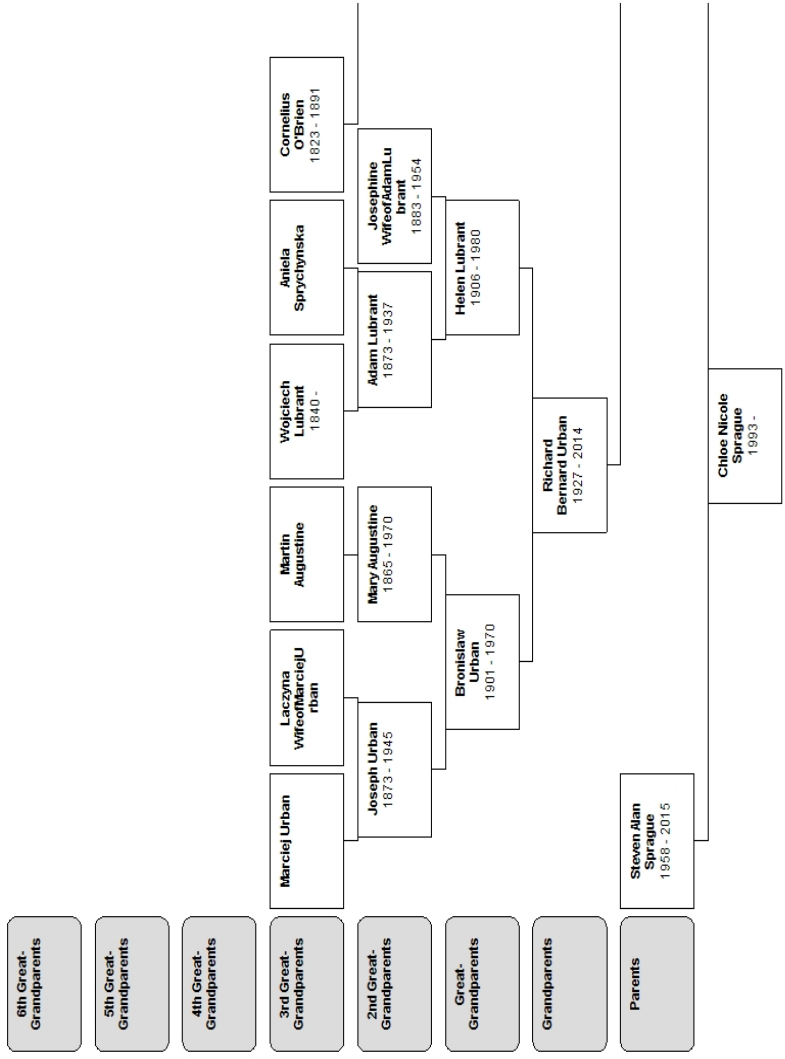 6th Great-
Grandparents
5th Great-
Grandparents
4th Great-
Grandparents
3rd Great-
Grandparents
Marciej Urban
Laczyna
WifeofMarciejU
rban
Martin
Augustine
Wojciech
Lubrant
1840 -
Aniela
Sprychynska
Cornelius
O'Brien
1823 - 1891
2nd Great-
Grandparents
Joseph Urban
1873 - 1945
Mary Augustine
1865 - 1970
Adam Lubrant
1873 - 1937
Josephine
WifeofAdamLu
brant
1883 - 1954
Great-
Grandparents
Bronislaw
Urban
1901 - 1970
Helen Lubrant
1906 - 1980
Grandparents
Richard
Bernard Urban
1927 - 2014
Parents
Steven Alan
Sprague
1958 - 2015
Chloe Nicole
Sprague
1993 -